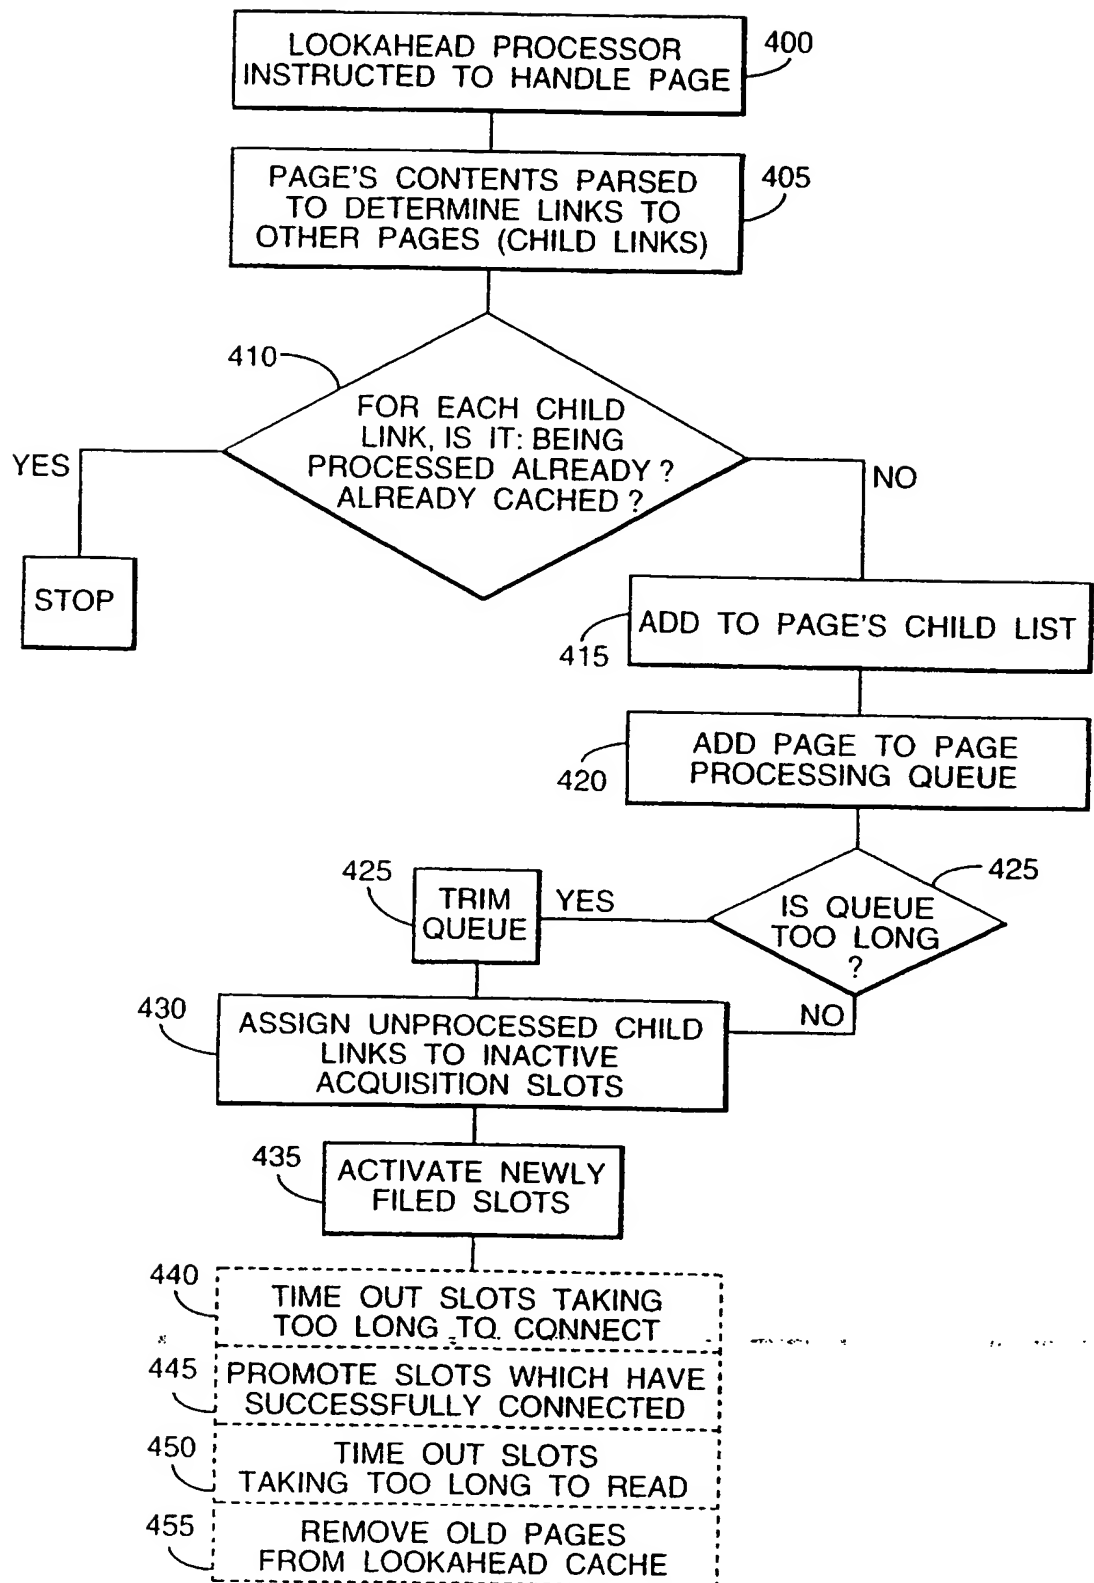 LOOKAHEAD PROCESSOR
INSTRUCTED TO HANDLE PAGE
400
PAGE'S CONTENTS PARSED
TO DETERMINE LINKS TO
OTHER PAGES (CHILD LINKS)
405
410
FOR EACH CHILD
LINK, IS IT: BEING
PROCESSED ALREADY?
ALREADY CACHED?
YES
NO
STOP
ADD TO PAGE'S CHILD LIST
415
ADD PAGE TO PAGE
PROCESSING QUEUE
420
425
TRIM
QUEUE
YES
IS QUEUE
TOO LONG
?
425
NO
430
ASSIGN UNPROCESSED CHILD
LINKS TO INACTIVE
ACQUISITION SLOTS
435
ACTIVATE NEWLY
FILED SLOTS
440
TIME OUT SLOTS TAKING
TOO LONG TO CONNECT
445
PROMOTE SLOTS WHICH HAVE
SUCCESSFULLY CONNECTED
450
TIME OUT SLOTS
TAKING TOO LONG TO READ
455
REMOVE OLD PAGES
FROM LOOKAHEAD CACHE